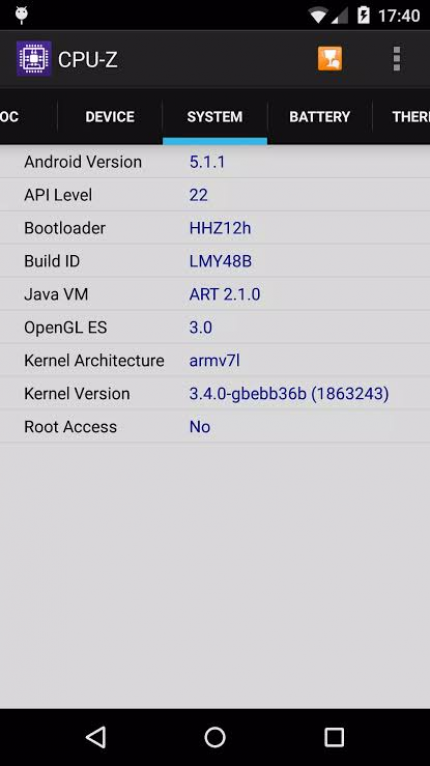 17:40
CPU-Z
OC DEVICE SYSTEM BATTERY THER
Android Version 5.1.1
API Level 22
Bootloader HHZ12h
Build ID LMY48B
Java VM ART 2.1.0
OpenGL ES 3.0
Kernel Architecture armv7l
Kernel Version 3.4.0-gbebb36b (1863243)
Root Access No